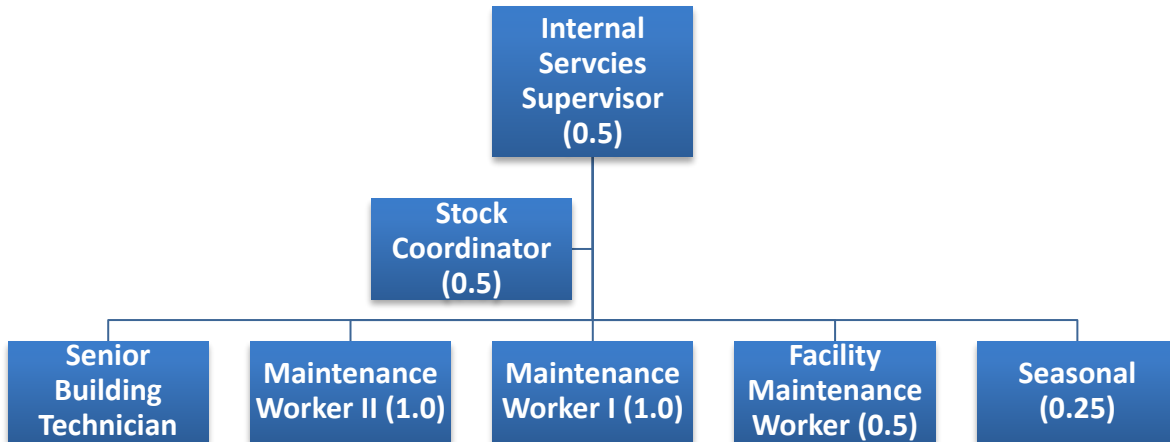 Internal
Servcies
Supervisor
(0.5)
Stock
Coordinator
(0.5)
Senior
Building
Technician
Maintenance
Worker II (1.0)
Maintenance
Worker I (1.0)
Facility
Maintenance
Worker (0.5)
Seasonal
(0.25)